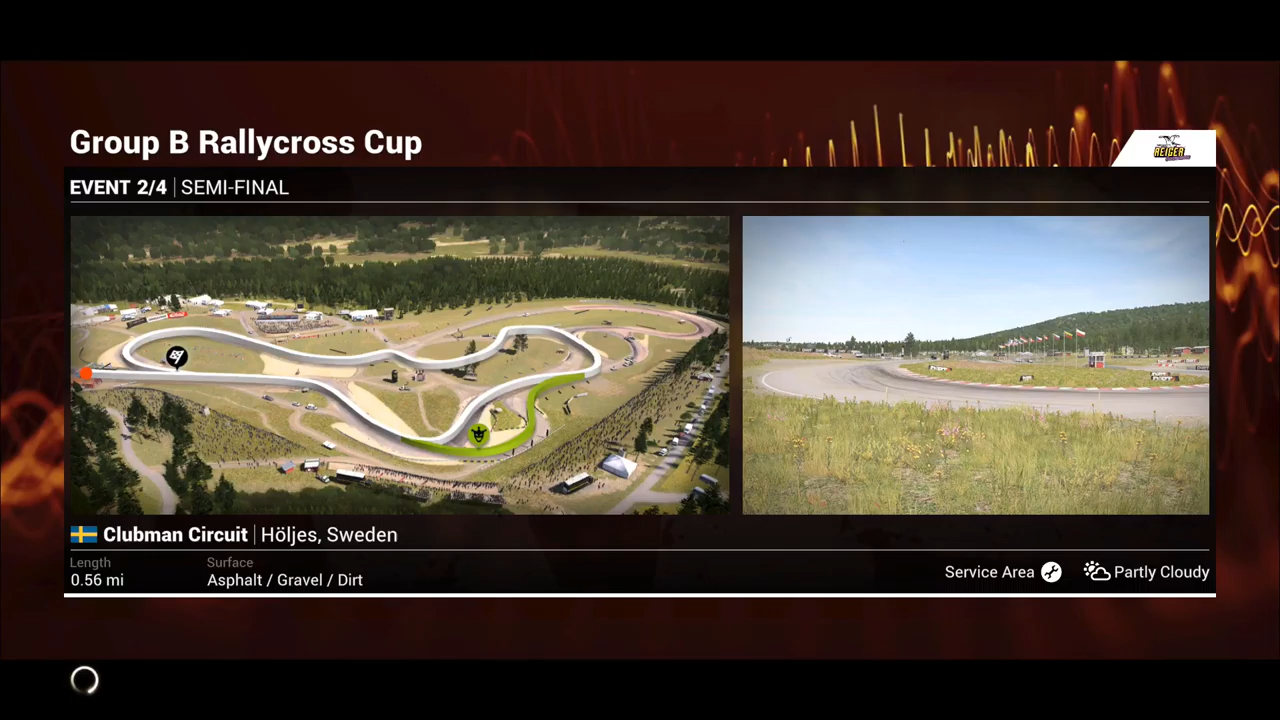 Group B Rallycross Cup
REIGER
EVENT 2/4 | SEMI-FINAL
Clubman Circuit | Höljes, Sweden
Length
0.56 mi
Surface
Asphalt / Gravel / Dirt
Service Area
Partly Cloudy